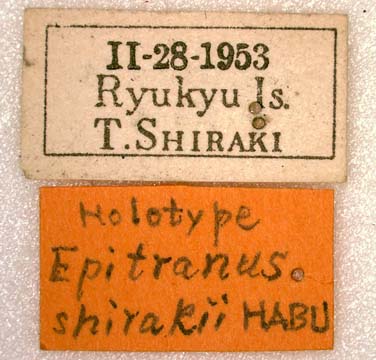 II-28-1953
Ryukyu Is.
T. SHIRAKI
Holotype
Epitranus.
shirakii HABU